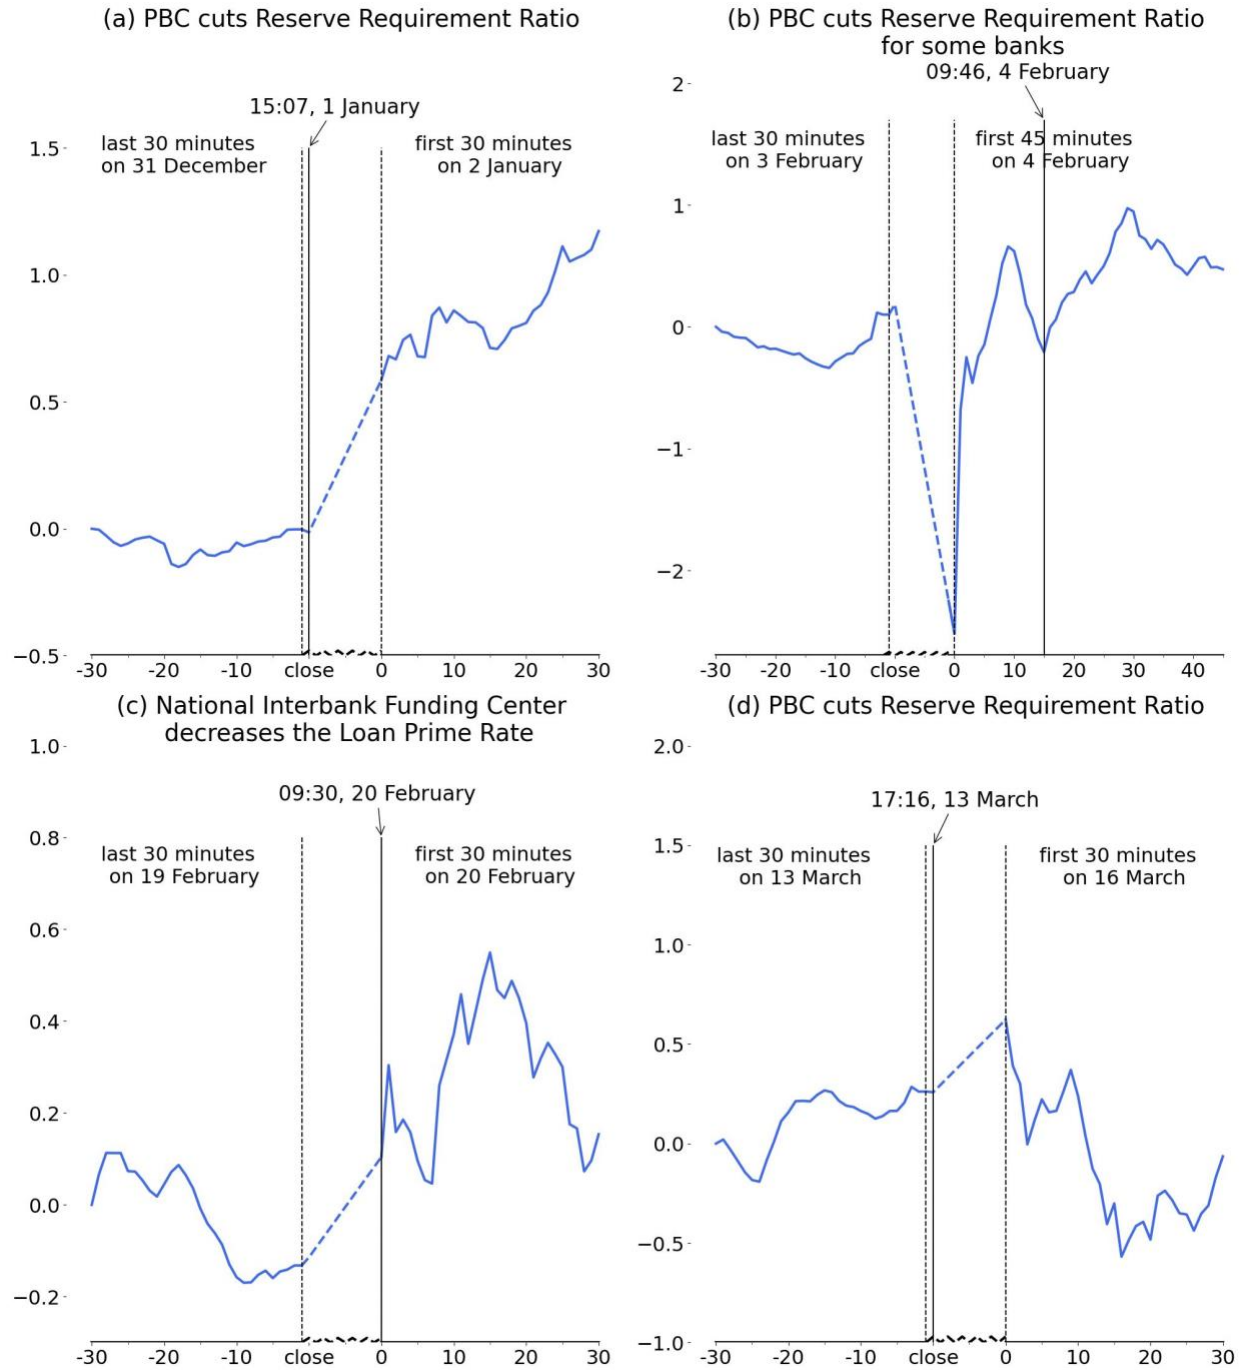 (a) PBC cuts Reserve Requirement Ratio
15:07, 1 January
last 30 minutes
on 31 December
first 30 minutes
on 2 January
1.5
1.0
0.5
0.0
−0.5
-30
-20
-10
close
0
10
20
30
(b) PBC cuts Reserve Requirement Ratio
for some banks
09:46, 4 February
last 30 minutes
on 3 February
first 45 minutes
on 4 February
2
1
0
−1
−2
-30
-20
-10
close
0
10
20
30
40
(c) National Interbank Funding Center
decreases the Loan Prime Rate
09:30, 20 February
last 30 minutes
on 19 February
first 30 minutes
on 20 February
1.0
0.8
0.6
0.4
0.2
0.0
−0.2
-30
-20
-10
close
0
10
20
30
(d) PBC cuts Reserve Requirement Ratio
17:16, 13 March
last 30 minutes
on 13 March
first 30 minutes
on 16 March
2.0
1.5
1.0
0.5
0.0
−0.5
−1.0
-30
-20
-10
close
0
10
20
30